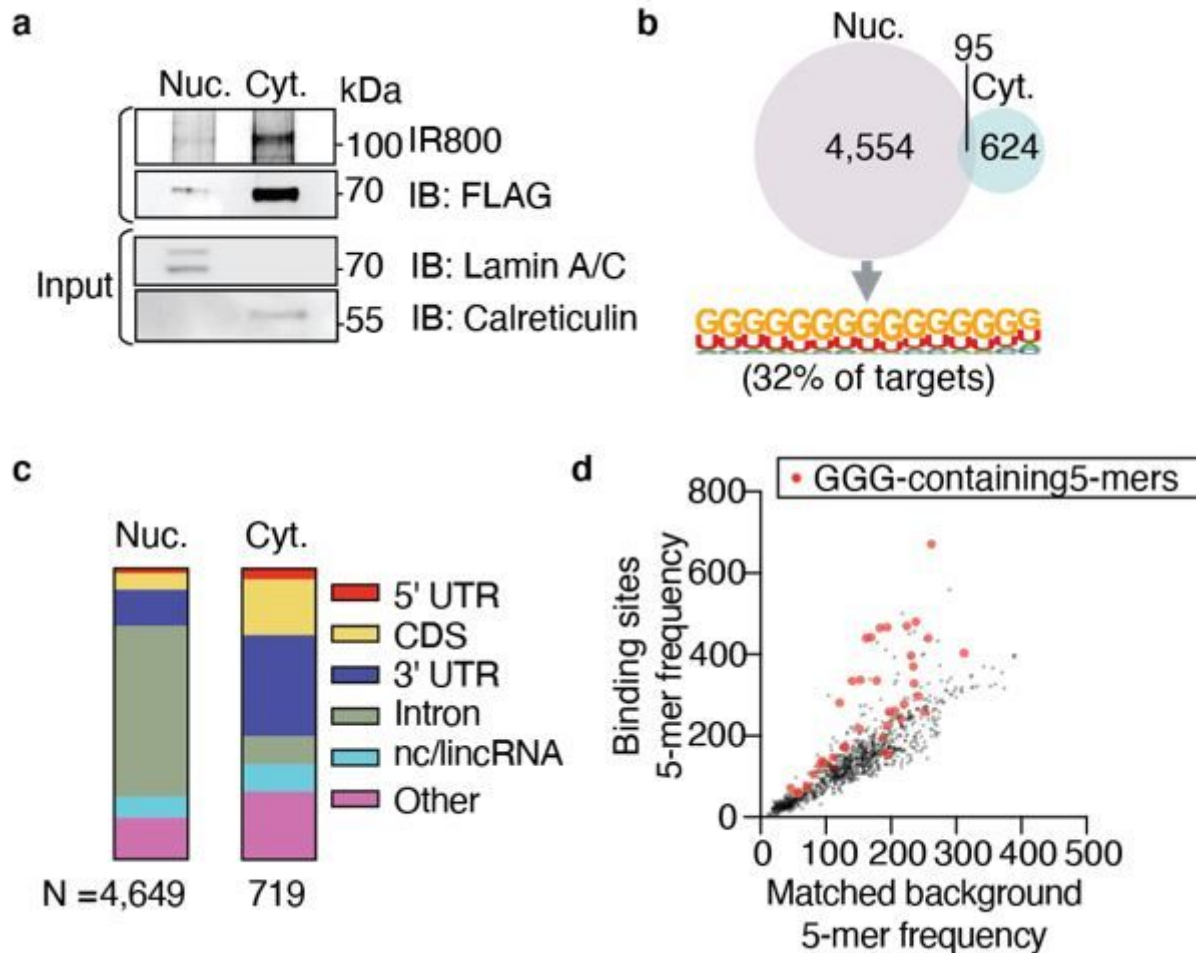 a
Nuc. Cyt. kDa
100 IR800
70 IB: FLAG
Input
70 IB: Lamin A/C
55 IB: Calreticulin
b
Nuc.
95
Cyt.
4,554
624
GGGGGGGGGGGGGG
UUUUUUUUUUUUUU
(32% of targets)
c
Nuc. Cyt.
5' UTR
CDS
3' UTR
Intron
nc/lincRNA
Other
N =4,649 719
d
GGG-containing5-mers
Binding sites
5-mer frequency
800
600
400
200
0
0 100 200 300 400 500
Matched background
5-mer frequency